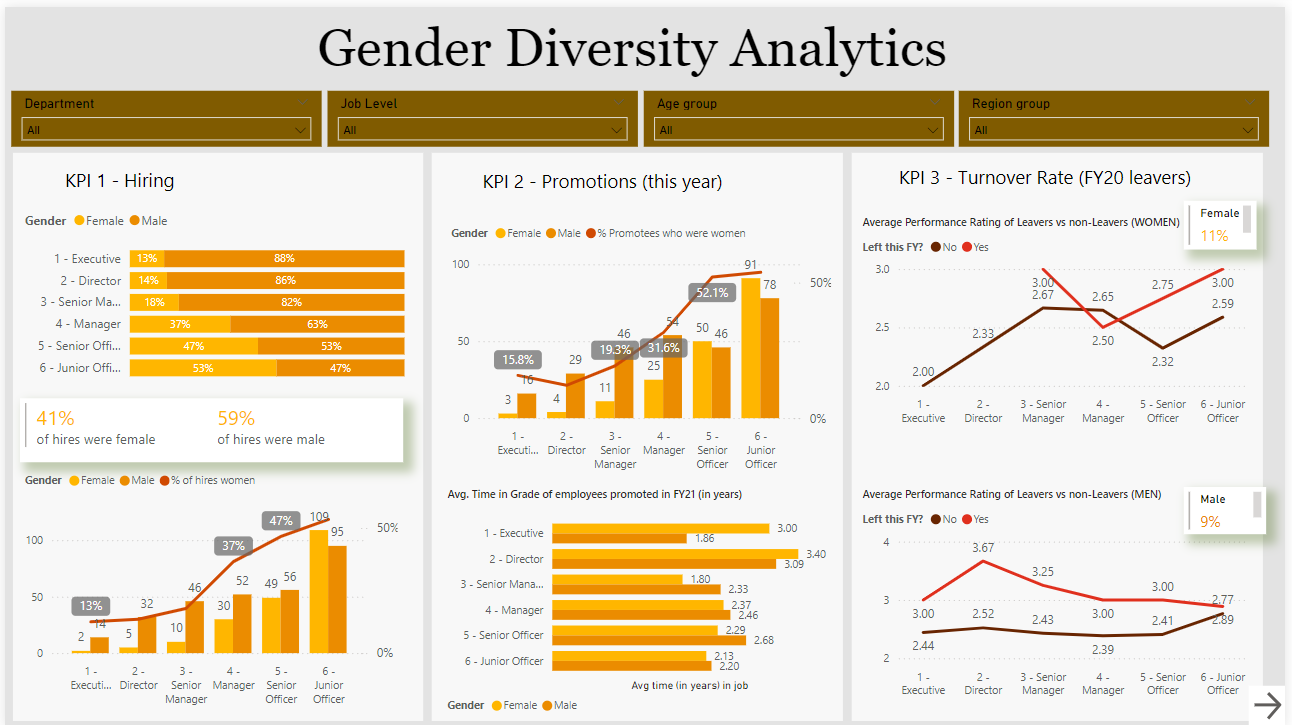 Gender Diversity Analytics
Department
All
Job Level
All
Age group
All
Region group
All
KPI 1 - Hiring
Gender Female Male
1 - Executive 13% 88%
2 - Director 14% 86%
3 - Senior Ma... 18% 82%
4 - Manager 37% 63%
5 - Senior Offi... 47% 53%
6 - Junior Offi... 53% 47%
41% 59%
of hires were female of hires were male
Gender Female Male % of hires women
100
50
0
50%
0%
13% 37% 47%
2 14 5 32 10 46 30 52 49 56 109 95
1 - Executi...
2 - Director
3 - Senior Manager
4 - Manager
5 - Senior Officer
6 - Junior Officer
KPI 2 - Promotions (this year)
Gender Female Male % Promotees who were women
100
50
0
50%
0%
15.8% 19.3% 31.6% 52.1%
3 16 4 29 11 46 25 54 50 46 91 78
1 - Executi...
2 - Director
3 - Senior Manager
4 - Manager
5 - Senior Officer
6 - Junior Officer
Avg. Time in Grade of employees promoted in FY21 (in years)
1 - Executive 3.00 1.86
2 - Director 3.40 3.09
3 - Senior Mana... 1.80 2.33
4 - Manager 2.37 2.46
5 - Senior Officer 2.29 2.68
6 - Junior Officer 2.13 2.20
Avg time (in years) in job
Gender Female Male
KPI 3 - Turnover Rate (FY20 leavers)
Average Performance Rating of Leavers vs non-Leavers (WOMEN)
Female
11%
Left this FY? No Yes
3.0
2.5
2.0
2.00 2.33 3.00 2.67 2.65 2.50 2.75 2.32 3.00 2.59
1 - Executive
2 - Director
3 - Senior Manager
4 - Manager
5 - Senior Officer
6 - Junior Officer
Average Performance Rating of Leavers vs non-Leavers (MEN)
Male
9%
Left this FY? No Yes
4
3
2
3.00 2.44 3.67 2.52 3.25 2.43 3.00 2.39 3.00 2.41 2.77 2.89
1 - Executive
2 - Director
3 - Senior Manager
4 - Manager
5 - Senior Officer
6 - Junior Officer